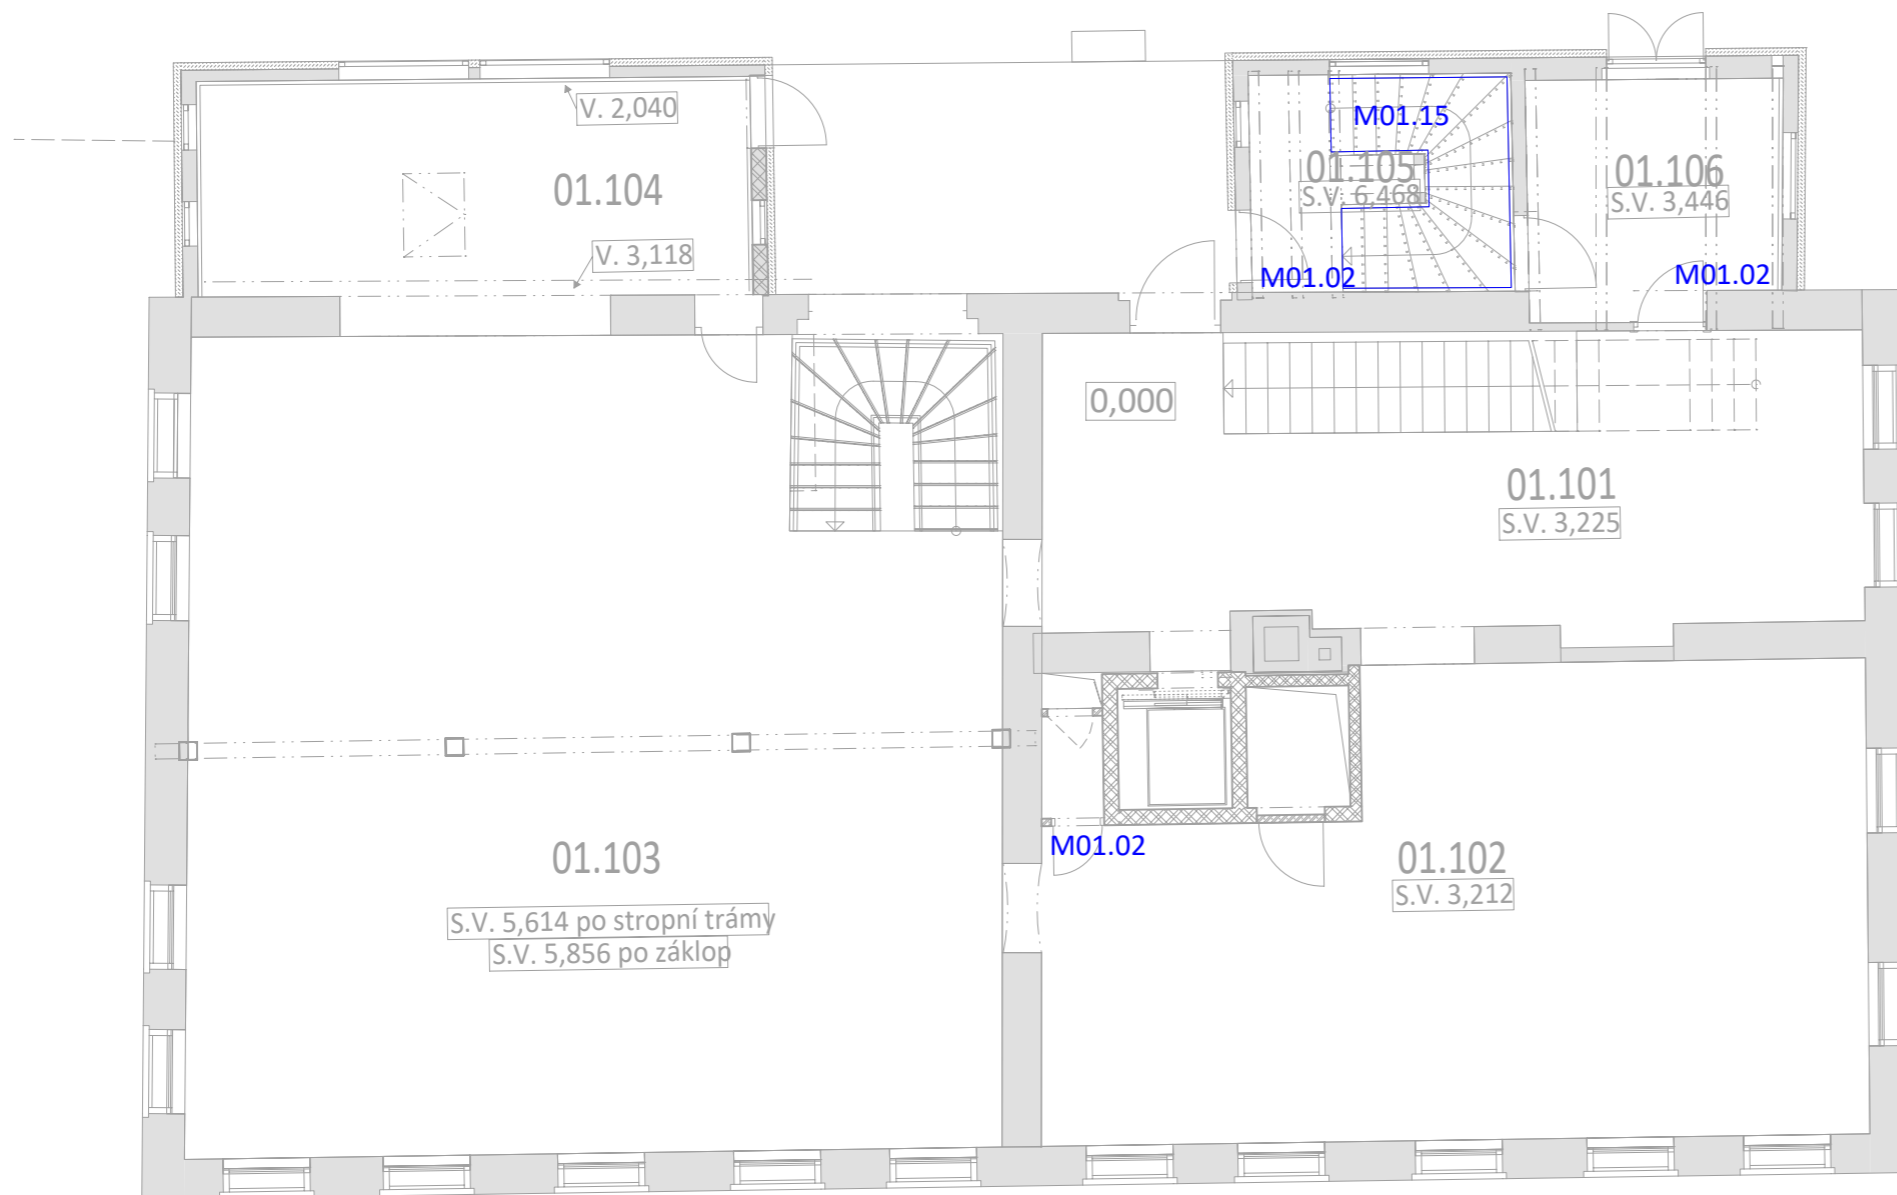 V. 2,040
M01.15
01.104
01.105
S.V. 6,468
01.106
S.V. 3,446
V. 3,118
M01.02
M01.02
0,000
01.101
S.V. 3,225
M01.02
01.103
S.V. 5,614 po stropní trámy
S.V. 5,856 po záklop
01.102
S.V. 3,212